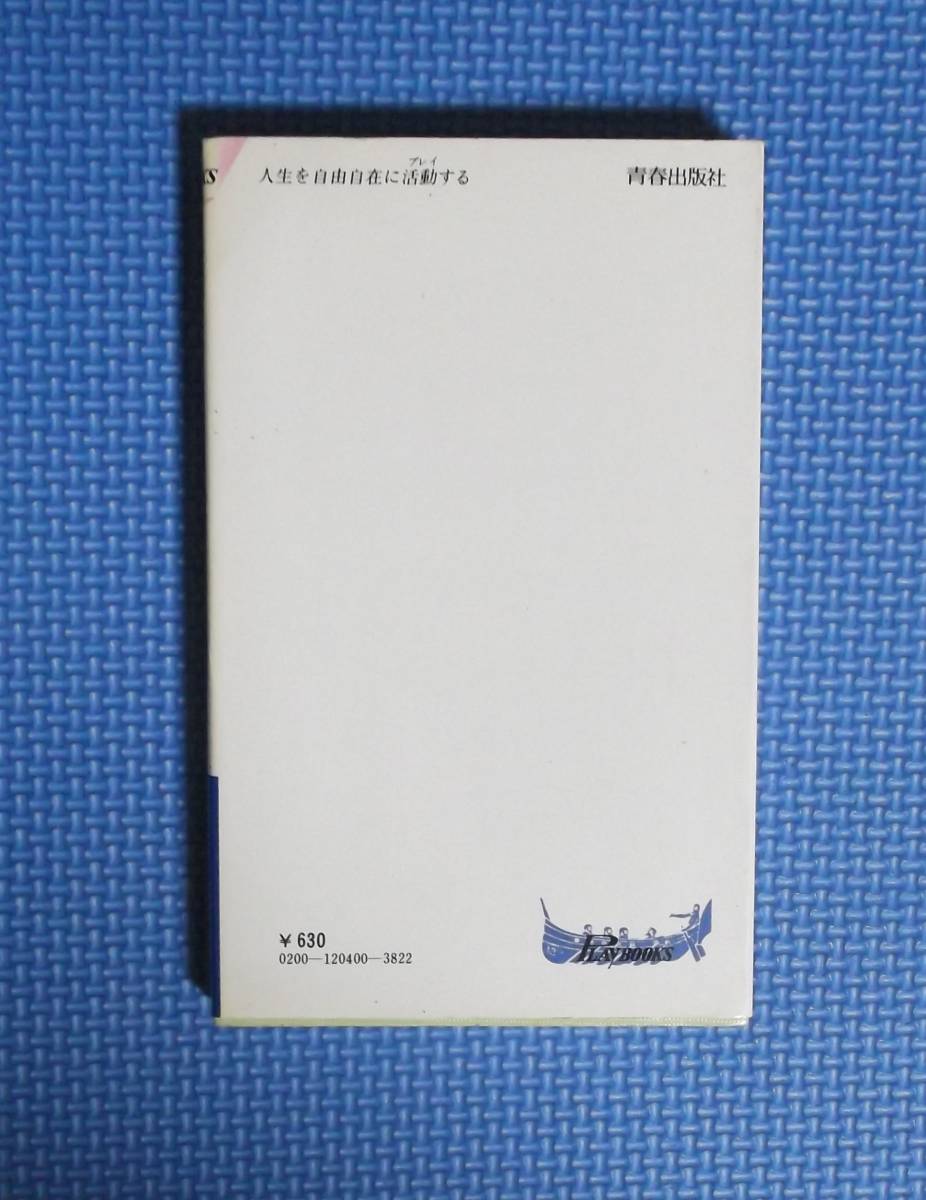 KS
プレイ
人生を自由自在に活動する
青春出版社
¥ 630
0200―120400―3822
PLAYBOOKS